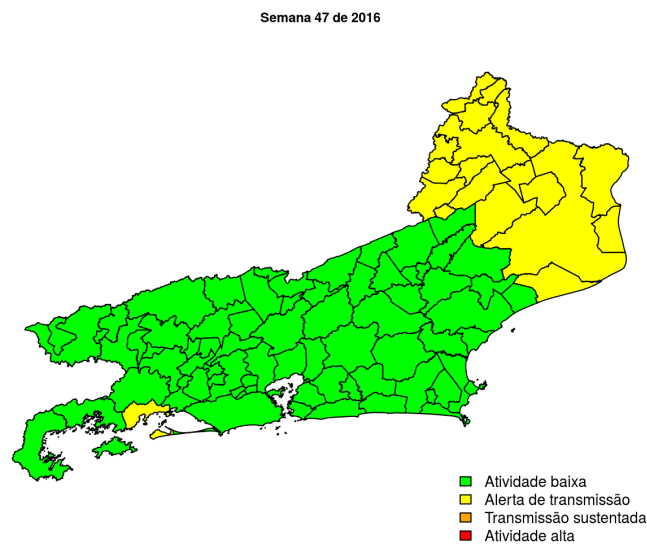 Semana 47 de 2016
Atividade baixa
Alerta de transmissão
Transmissão sustentada
Atividade alta